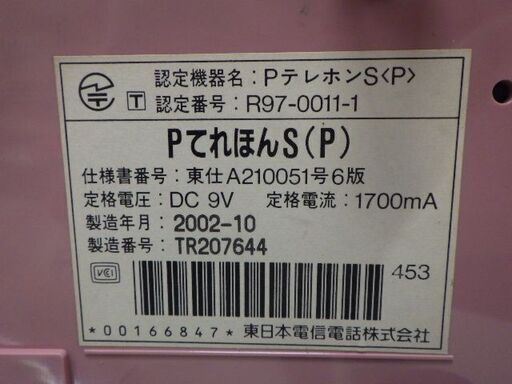 認定機器名：PテレホンS<P>
T 認定番号：R97-0011-1
PてれほんS(P)
仕様書番号：東仕A210051号6版
定格電圧：DC 9V 定格電流：1700mA
製造年月：2002-10
製造番号：TR207644
VCI
453
*00166847* 東日本電信電話株式会社